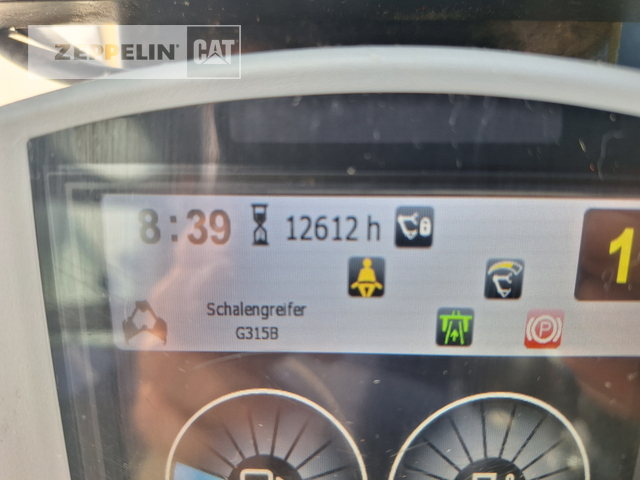 ZEPPELIN CAT
8:39 12612 h
1
Schalengreifer
G315B
P